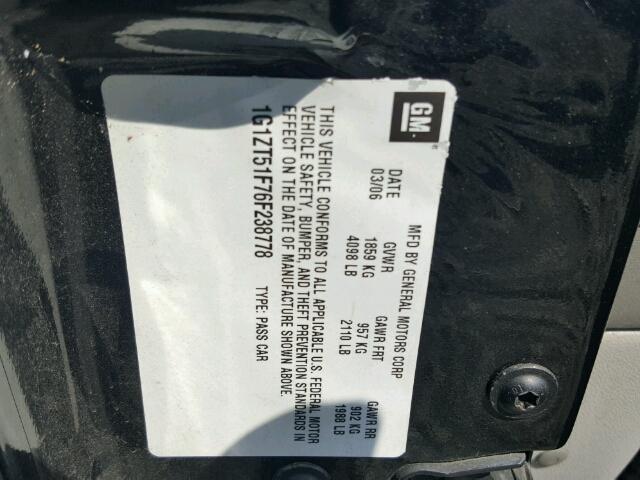 GM
MFD BY GENERAL MOTORS CORP
DATE GVWR GAWR FRT GAWR RR
03/06 1859 KG 957 KG 902 KG
4098 LB 2110 LB 1988 LB
THIS VEHICLE CONFORMS TO ALL APPLICABLE U.S. FEDERAL MOTOR
VEHICLE SAFETY, BUMPER, AND THEFT PREVENTION STANDARDS IN
EFFECT ON THE DATE OF MANUFACTURE SHOWN ABOVE.
1G1ZT51F76F238778 TYPE: PASS CAR